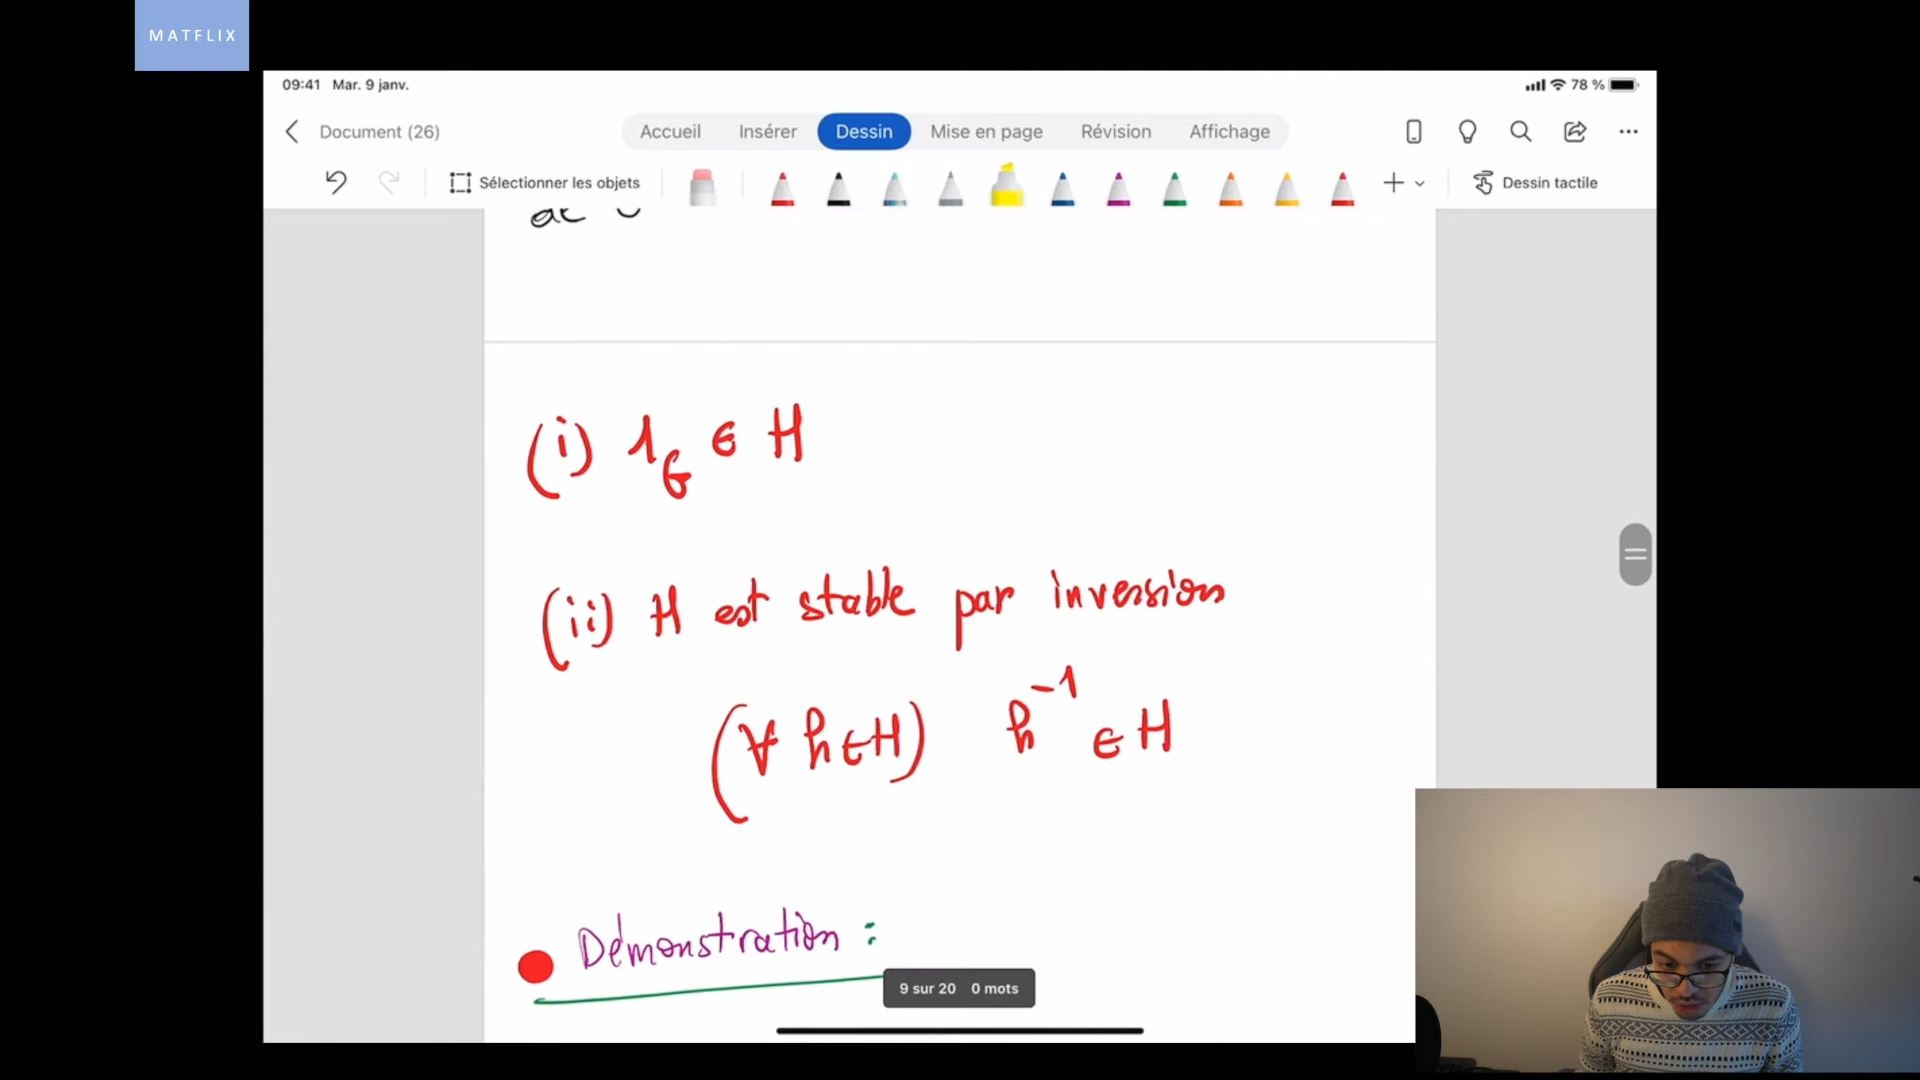 MATFLIX
09:41 Mar. 9 janv. 78 %
Document (26) Accueil Insérer Dessin Mise en page Révision Affichage
Sélectionner les objets Dessin tactile
(i) 1_G ∈ H
(ii) H est stable par inversion
(∀ h ∈ H) h^-1 ∈ H
Démonstration :
9 sur 20 0 mots